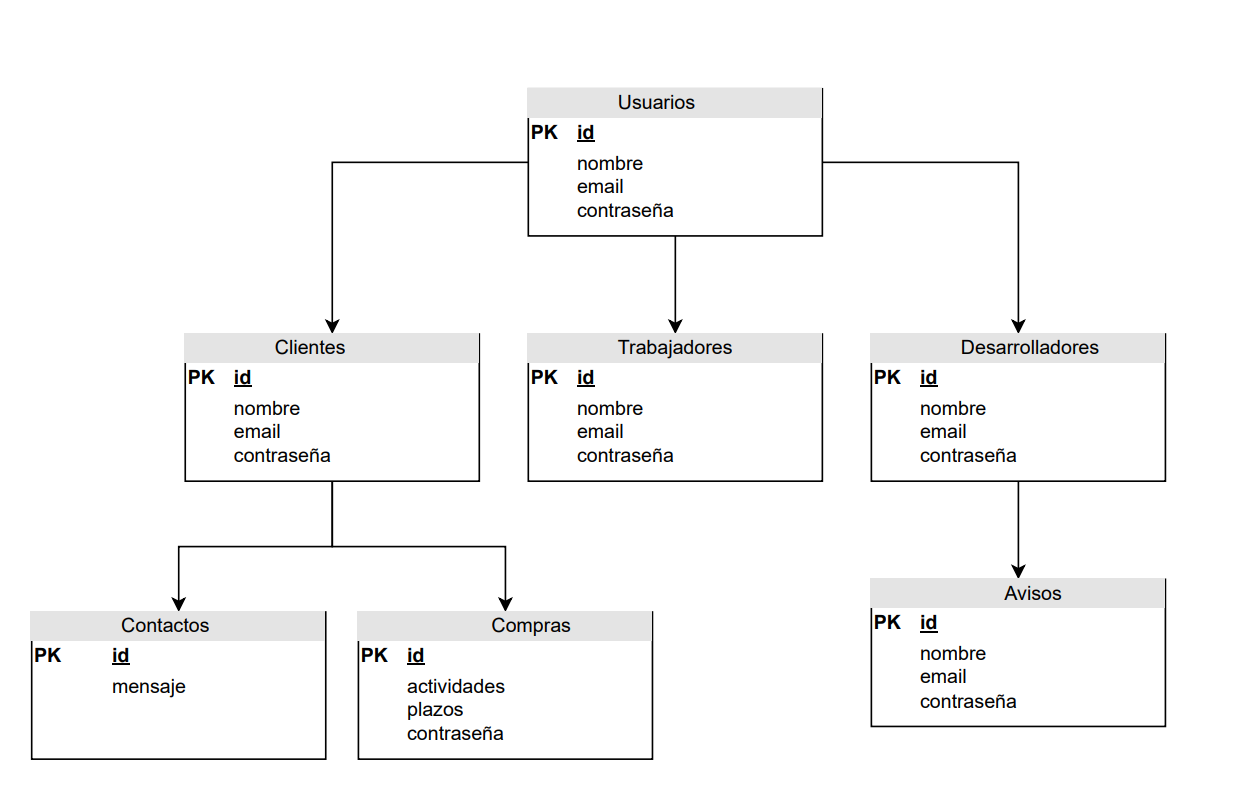 Usuarios
PK id
nombre
email
contraseña
Clientes
PK id
nombre
email
contraseña
Trabajadores
PK id
nombre
email
contraseña
Desarrolladores
PK id
nombre
email
contraseña
Contactos
PK id
mensaje
Compras
PK id
actividades
plazos
contraseña
Avisos
PK id
nombre
email
contraseña